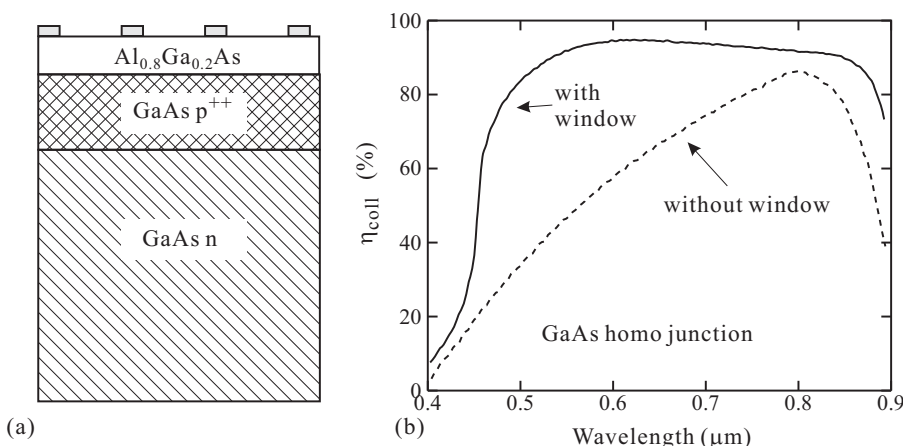 Al0.8Ga0.2As
GaAs p++
GaAs n
(a)
100
80
60
40
20
0
ηcoll (%)
with
window
without window
GaAs homo junction
0.4 0.5 0.6 0.7 0.8 0.9
Wavelength (μm)
(b)